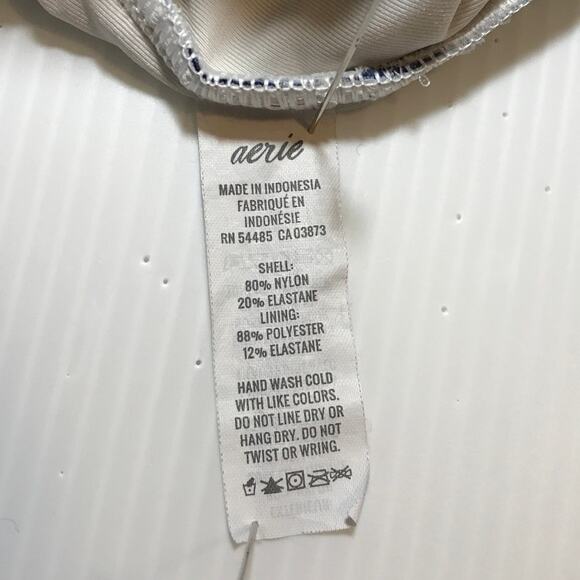 aerie
MADE IN INDONESIA
FABRIQUÉ EN
INDONÉSIE
RN 54485 CA 03873
SHELL:
80% NYLON
20% ELASTANE
LINING:
88% POLYESTER
12% ELASTANE
HAND WASH COLD
WITH LIKE COLORS.
DO NOT LINE DRY OR
HANG DRY. DO NOT
TWIST OR WRING.